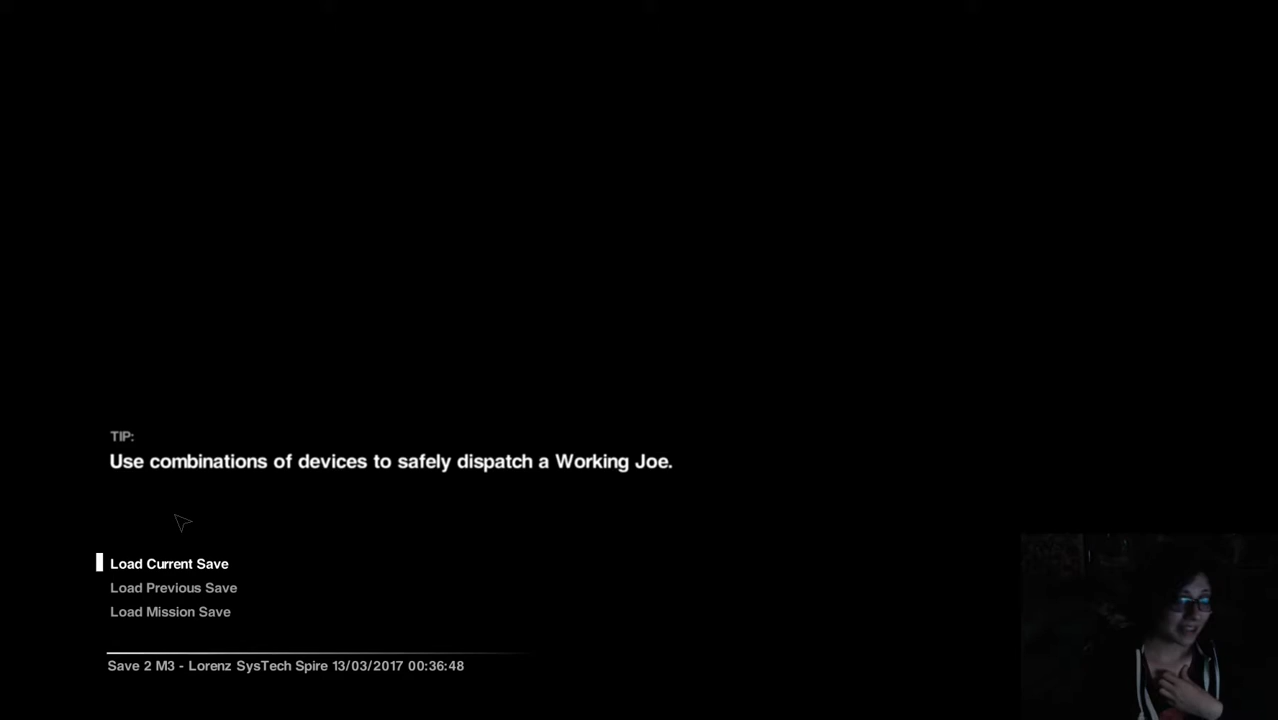 TIP:
Use combinations of devices to safely dispatch a Working Joe.
Load Current Save
Load Previous Save
Load Mission Save
Save 2 M3 - Lorenz SysTech Spire 13/03/2017 00:36:48